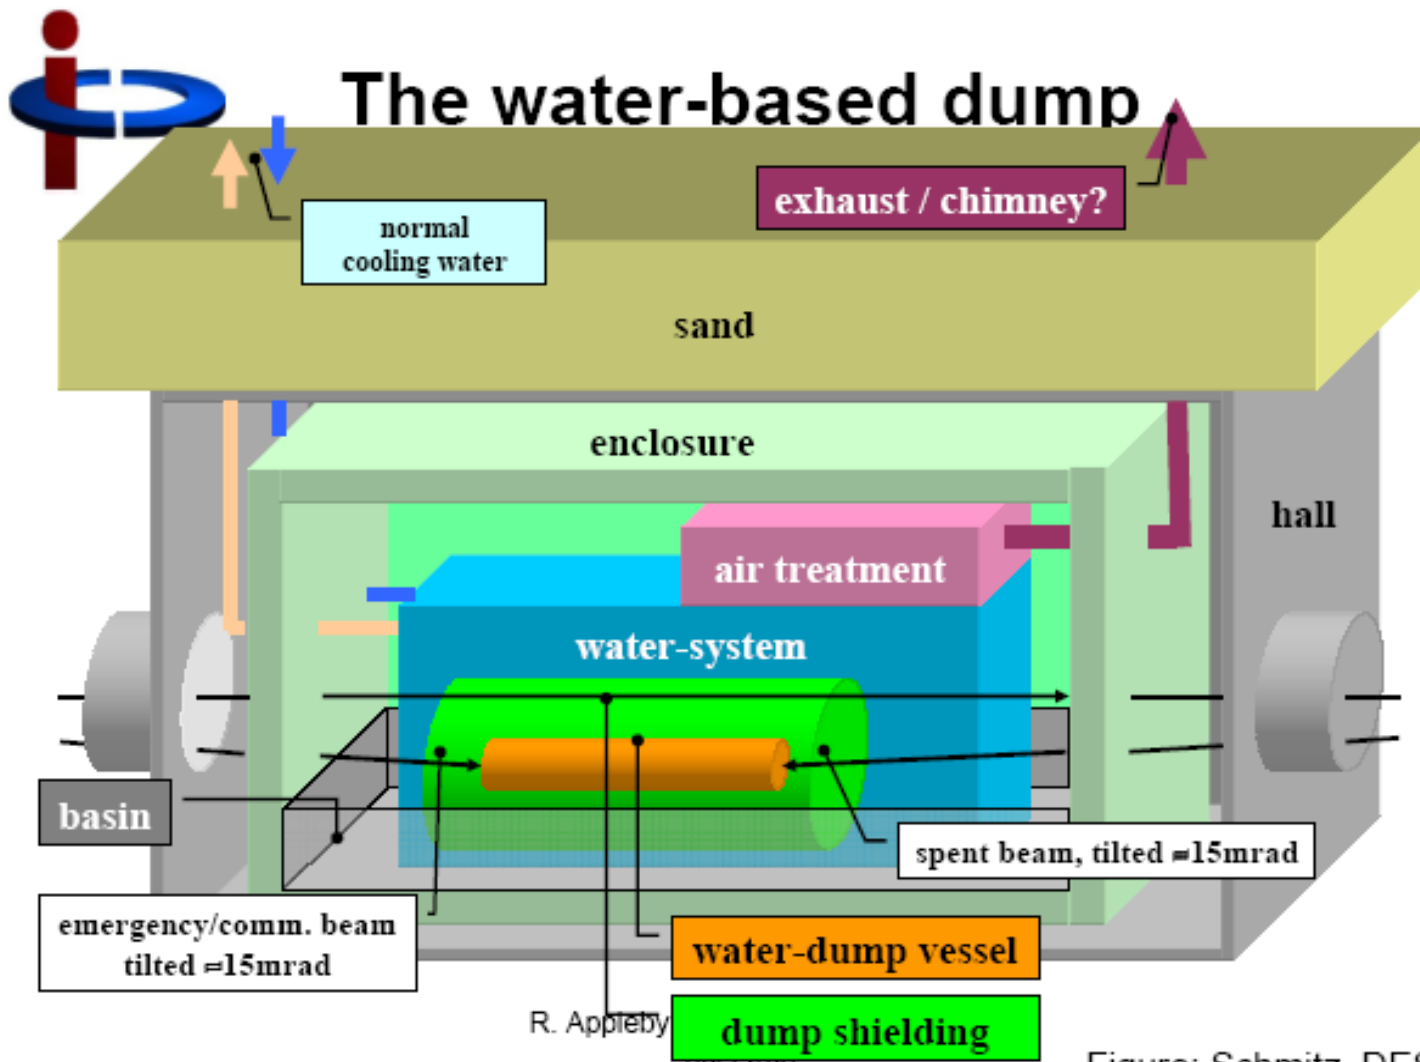 The water-based dump
exhaust / chimney?
normal
cooling water
sand
enclosure
hall
air treatment
water-system
basin
spent beam, tilted ≈15mrad
emergency/comm. beam
tilted ≈15mrad
water-dump vessel
R. Appleby
dump shielding